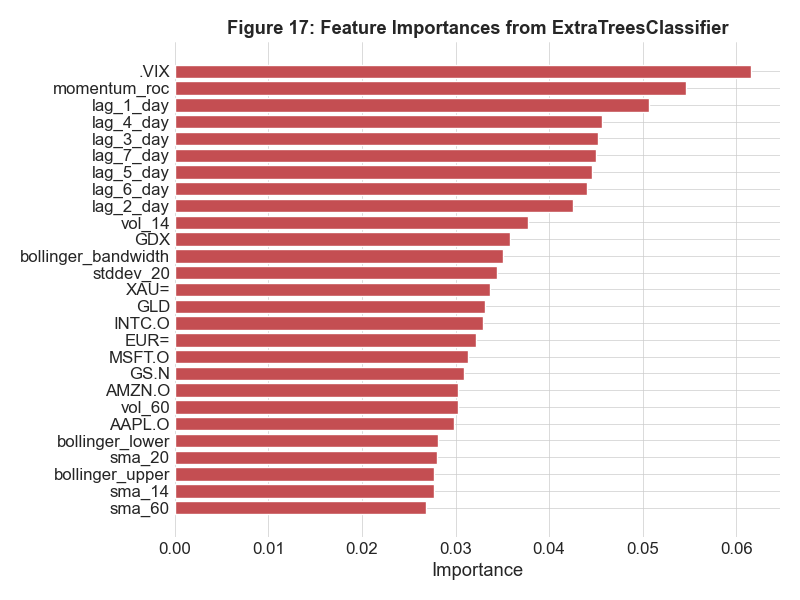 Figure 17: Feature Importances from ExtraTreesClassifier
.VIX
momentum_roc
lag_1_day
lag_4_day
lag_3_day
lag_7_day
lag_5_day
lag_6_day
lag_2_day
vol_14
GDX
bollinger_bandwidth
stddev_20
XAU=
GLD
INTC.O
EUR=
MSFT.O
GS.N
AMZN.O
vol_60
AAPL.O
bollinger_lower
sma_20
bollinger_upper
sma_14
sma_60
0.00 0.01 0.02 0.03 0.04 0.05 0.06
Importance